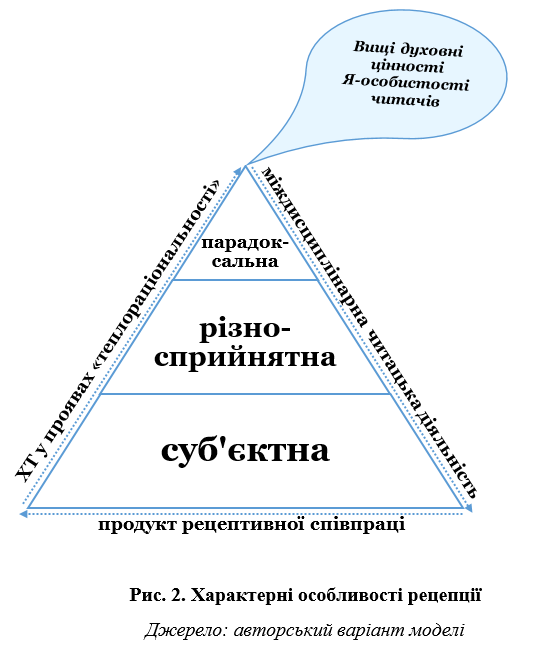 Вищі духовні
цінності
Я-особистості
читачів
ХТ у проявах «теплораціональності»
міждисциплінарна читацька діяльність
парадок-
сальна
різно-
сприйнятна
суб'єктна
продукт рецептивної співпраці
Рис. 2. Характерні особливості рецепції
Джерело: авторський варіант моделі